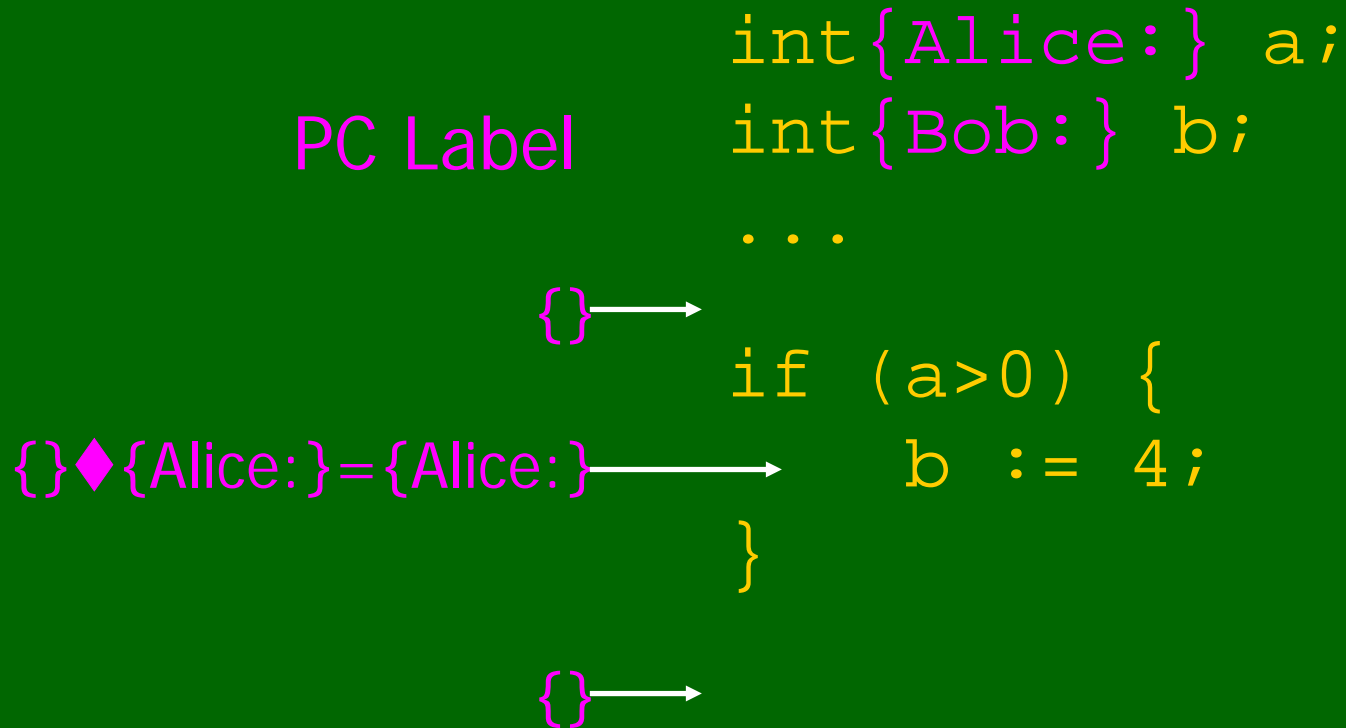 int{Alice:} a;
PC Label
int{Bob:} b;
...
{}
if (a>0) {
{}♦{Alice:}={Alice:}
b := 4;
}
{}